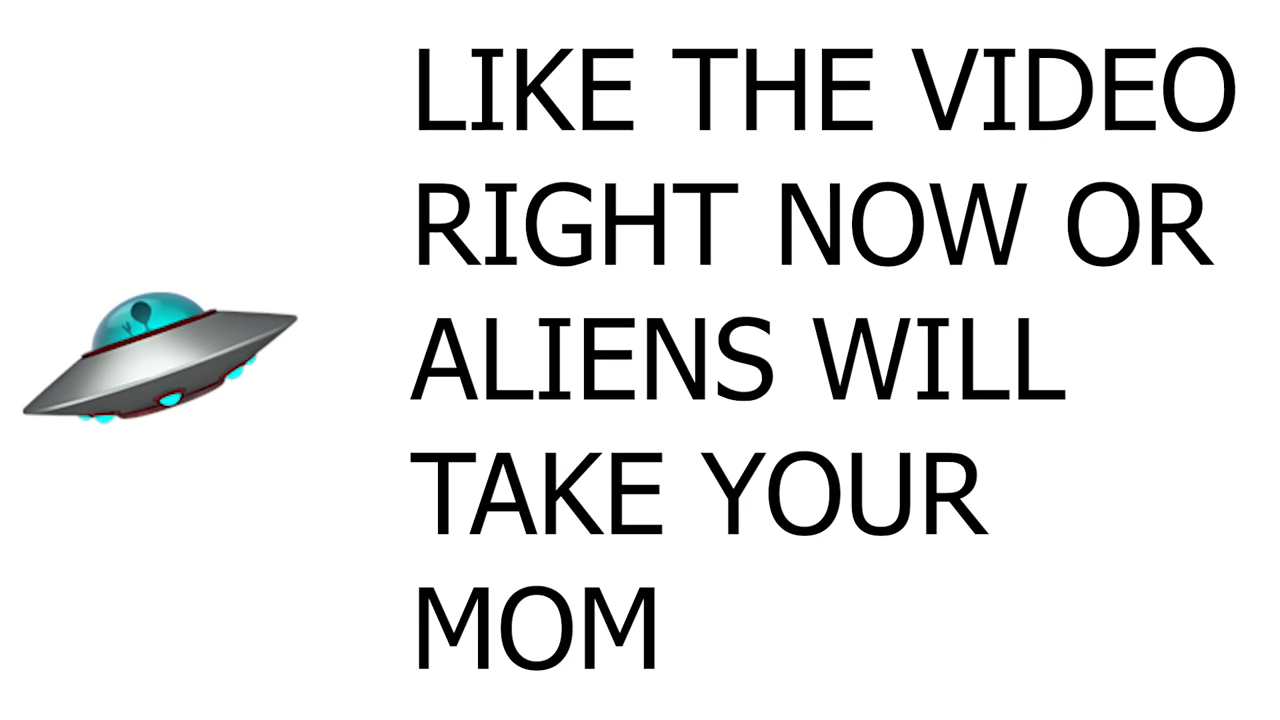 LIKE THE VIDEO
RIGHT NOW OR
ALIENS WILL
TAKE YOUR
MOM